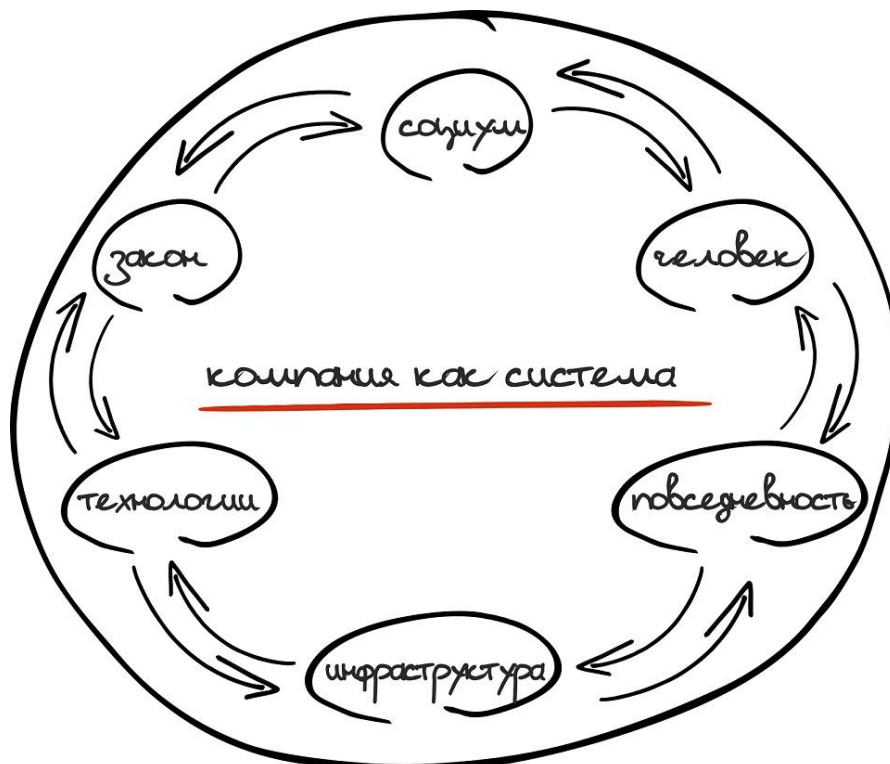 социум
закон
человек
компания как система
технологии
повседневность
инфраструктура